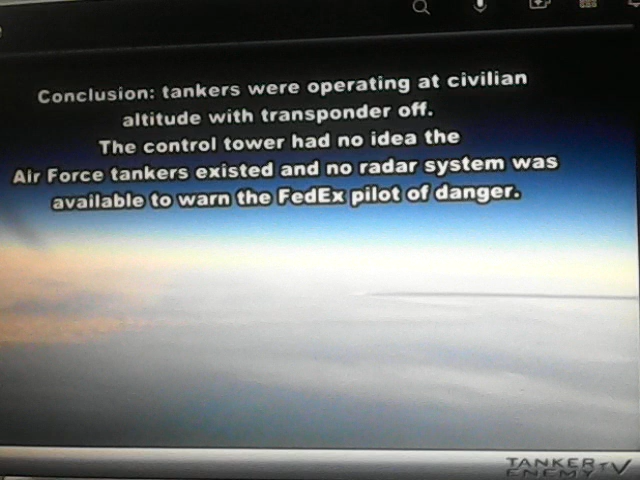 Conclusion: tankers were operating at civilian
altitude with transponder off.
The control tower had no idea the
Air Force tankers existed and no radar system was
available to warn the FedEx pilot of danger.
TANKER
ENEMY TV